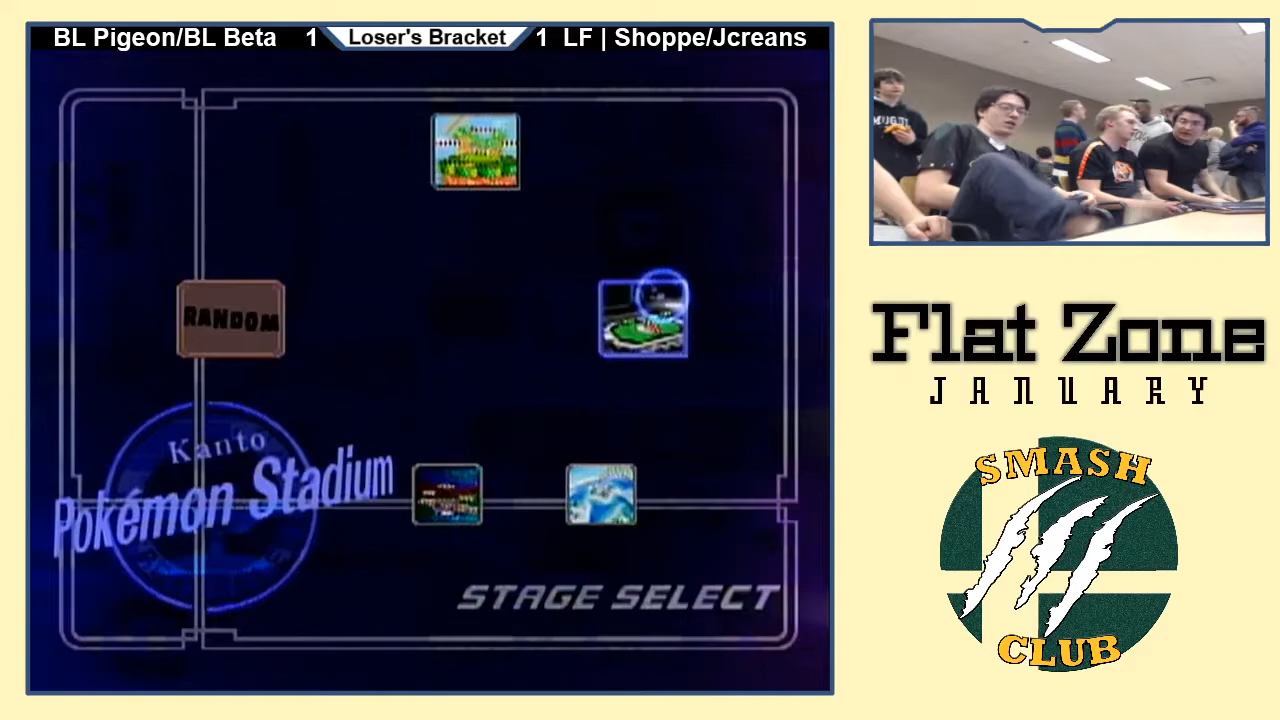 BL Pigeon/BL Beta 1 Loser's Bracket 1 LF | Shoppe/Jcreans
RANDOM
Kanto
Pokémon Stadium
STAGE SELECT
Flat Zone
JANUARY
SMASH
CLUB